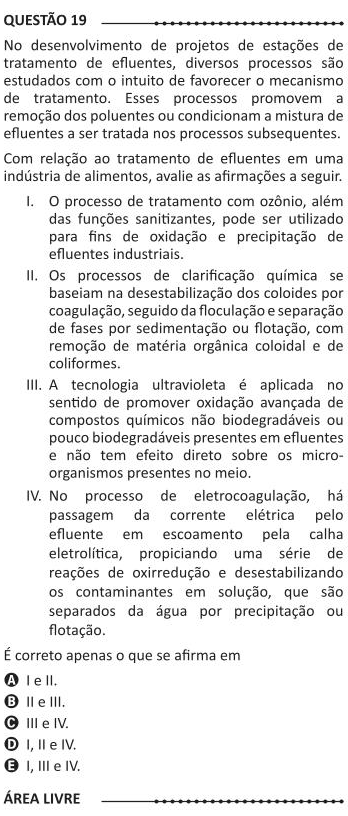 QUESTÃO 19
No desenvolvimento de projetos de estações de
tratamento de efluentes, diversos processos são
estudados com o intuito de favorecer o mecanismo
de tratamento. Esses processos promovem a
remoção dos poluentes ou condicionam a mistura de
efluentes a ser tratada nos processos subsequentes.
Com relação ao tratamento de efluentes em uma
indústria de alimentos, avalie as afirmações a seguir.
I. O processo de tratamento com ozônio, além
das funções sanitizantes, pode ser utilizado
para fins de oxidação e precipitação de
efluentes industriais.
II. Os processos de clarificação química se
baseiam na desestabilização dos coloides por
coagulação, seguido da floculação e separação
de fases por sedimentação ou flotação, com
remoção de matéria orgânica coloidal e de
coliformes.
III. A tecnologia ultravioleta é aplicada no
sentido de promover oxidação avançada de
compostos químicos não biodegradáveis ou
pouco biodegradáveis presentes em efluentes
e não tem efeito direto sobre os micro-
organismos presentes no meio.
IV. No processo de eletrocoagulação, há
passagem da corrente elétrica pelo
efluente em escoamento pela calha
eletrolítica, propiciando uma série de
reações de oxirredução e desestabilizando
os contaminantes em solução, que são
separados da água por precipitação ou
flotação.
É correto apenas o que se afirma em
A I e II.
B II e III.
C III e IV.
D I, II e IV.
E I, III e IV.
ÁREA LIVRE